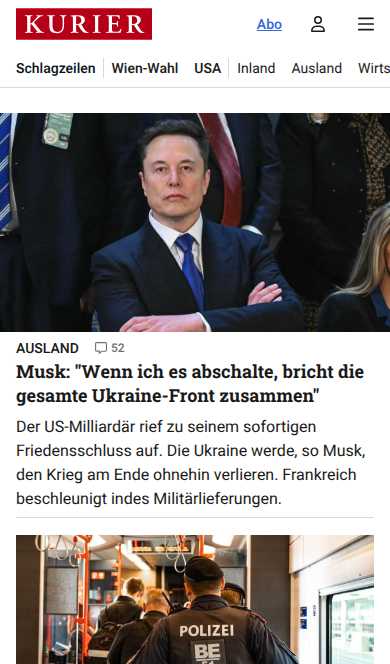 KURIER
Abo
Schlagzeilen Wien-Wahl USA Inland Ausland Wirts
AUSLAND 52
Musk: "Wenn ich es abschalte, bricht die
gesamte Ukraine-Front zusammen"
Der US-Milliardär rief zu seinem sofortigen
Friedensschluss auf. Die Ukraine werde, so Musk,
den Krieg am Ende ohnehin verlieren. Frankreich
beschleunigt indes Militärlieferungen.
POLIZEI
BE